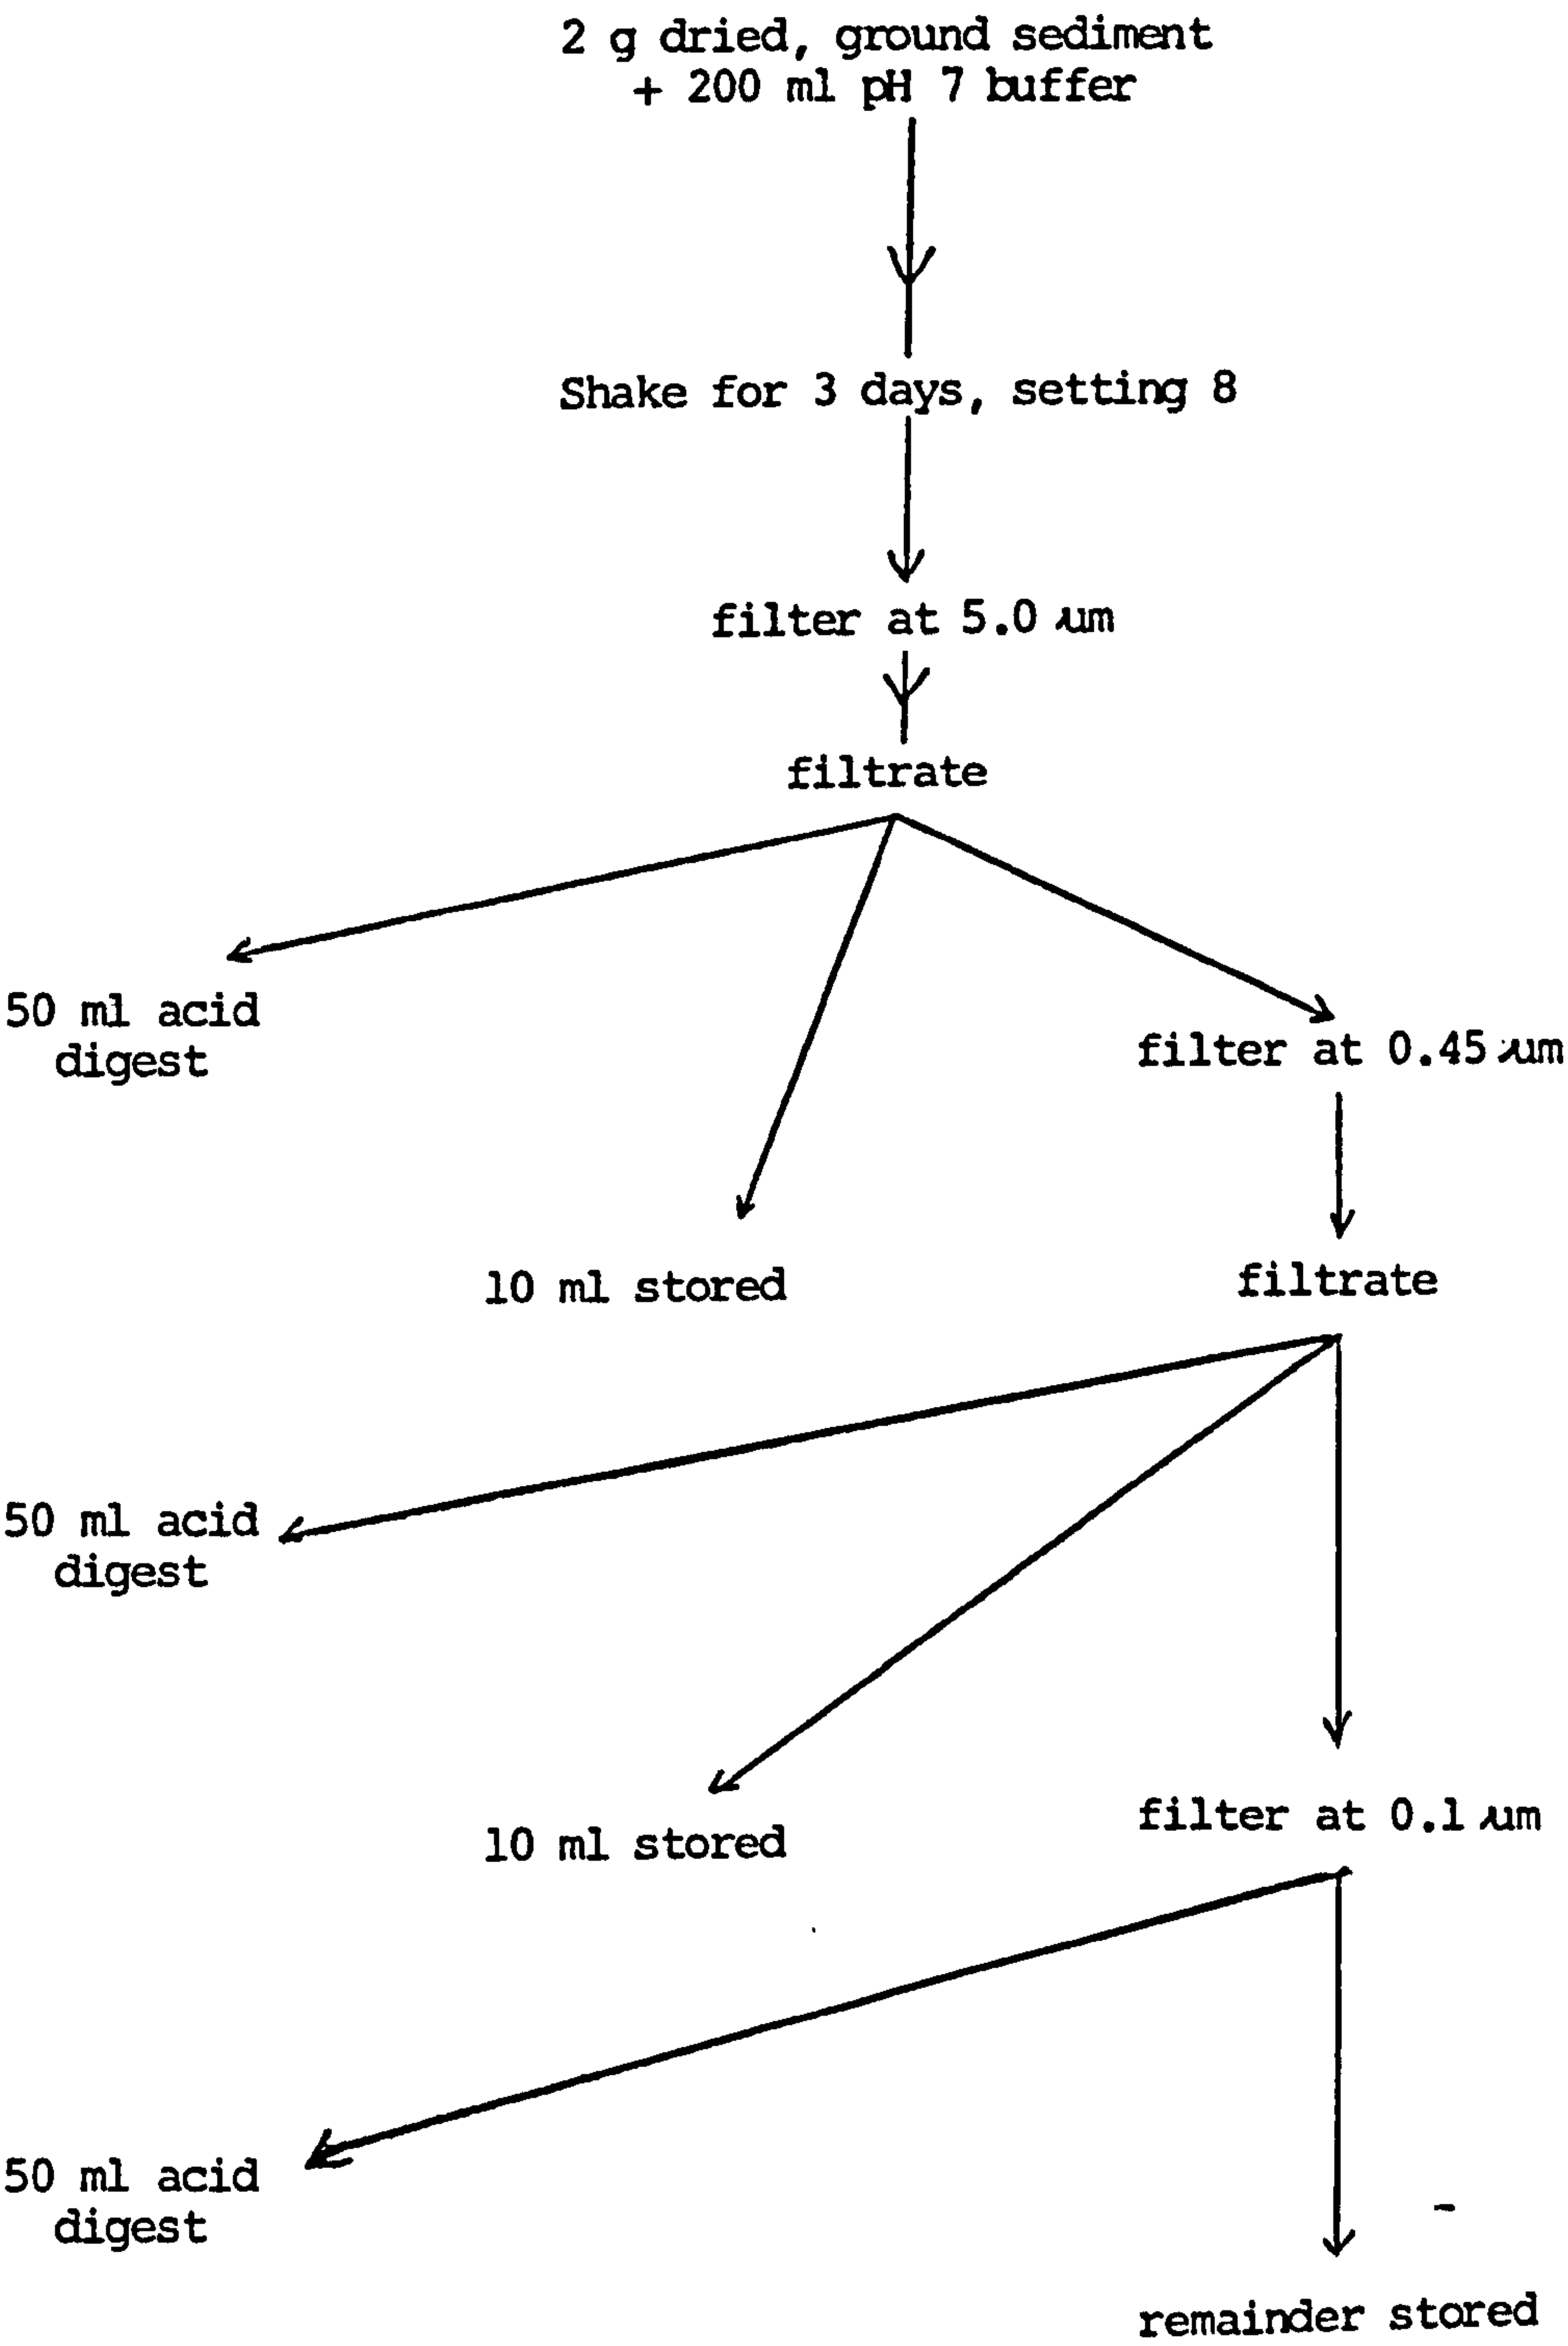 2 g dried, ground sediment
+ 200 ml pH 7 buffer
Shake for 3 days, setting 8
filter at 5.0 µm
filtrate
50 ml acid
digest
filter at 0.45 µm
10 ml stored
filtrate
50 ml acid
digest
filter at 0.1 µm
10 ml stored
50 ml acid
digest
remainder stored